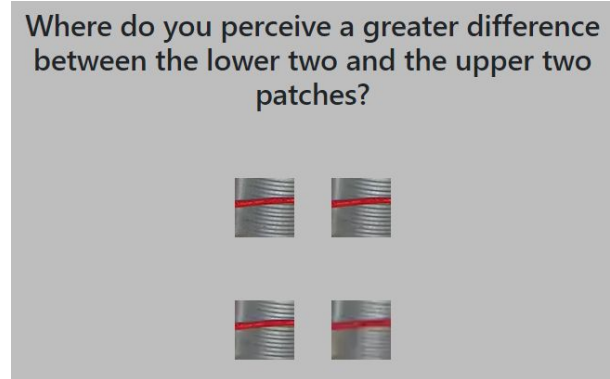 Where do you perceive a greater difference
between the lower two and the upper two
patches?